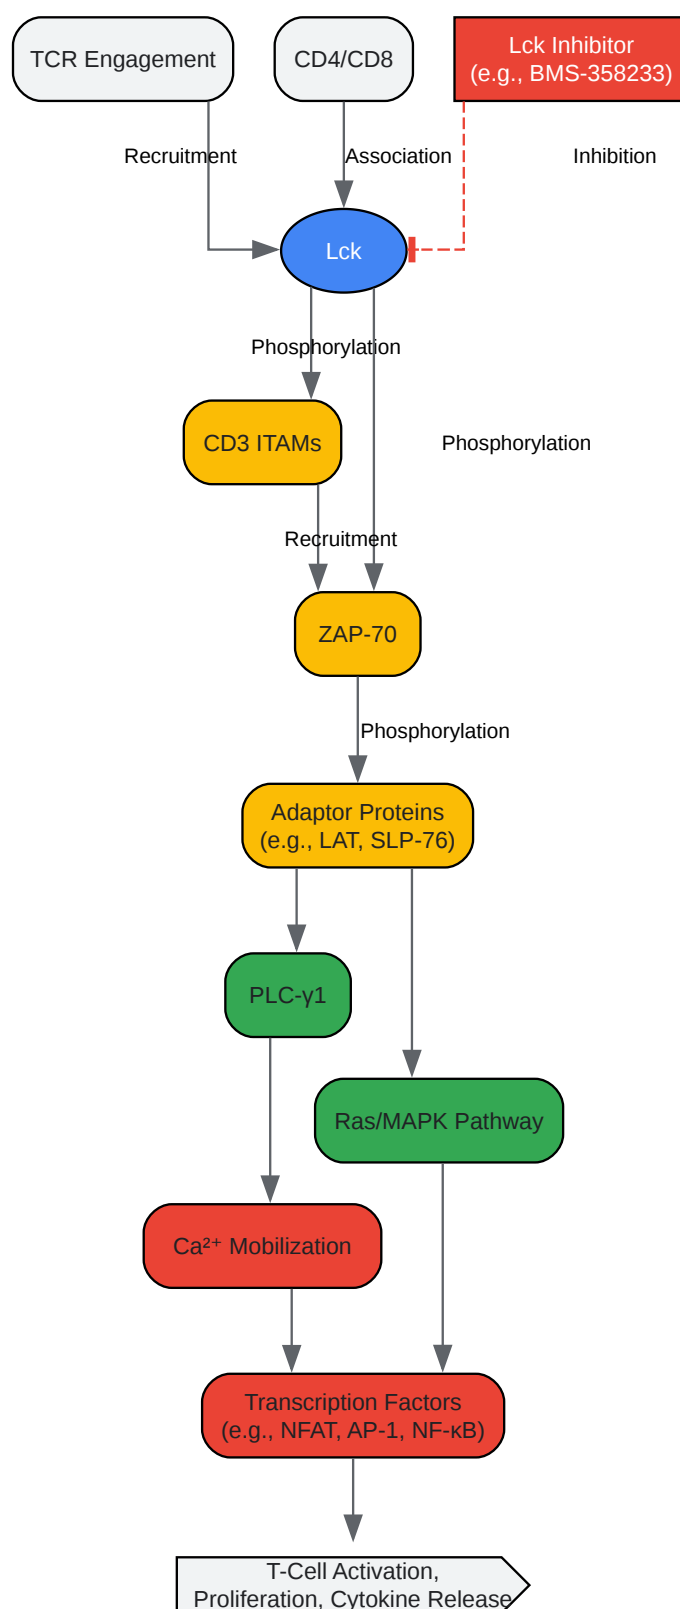 TCR Engagement
CD4/CD8
Lck Inhibitor
(e.g., BMS-358233)
Recruitment
Association
Inhibition
Lck
Phosphorylation
CD3 ITAMs
Phosphorylation
Recruitment
ZAP-70
Phosphorylation
Adaptor Proteins
(e.g., LAT, SLP-76)
PLC-γ1
Ras/MAPK Pathway
Ca²⁺ Mobilization
Transcription Factors
(e.g., NFAT, AP-1, NF-κB)
T-Cell Activation,
Proliferation, Cytokine Release